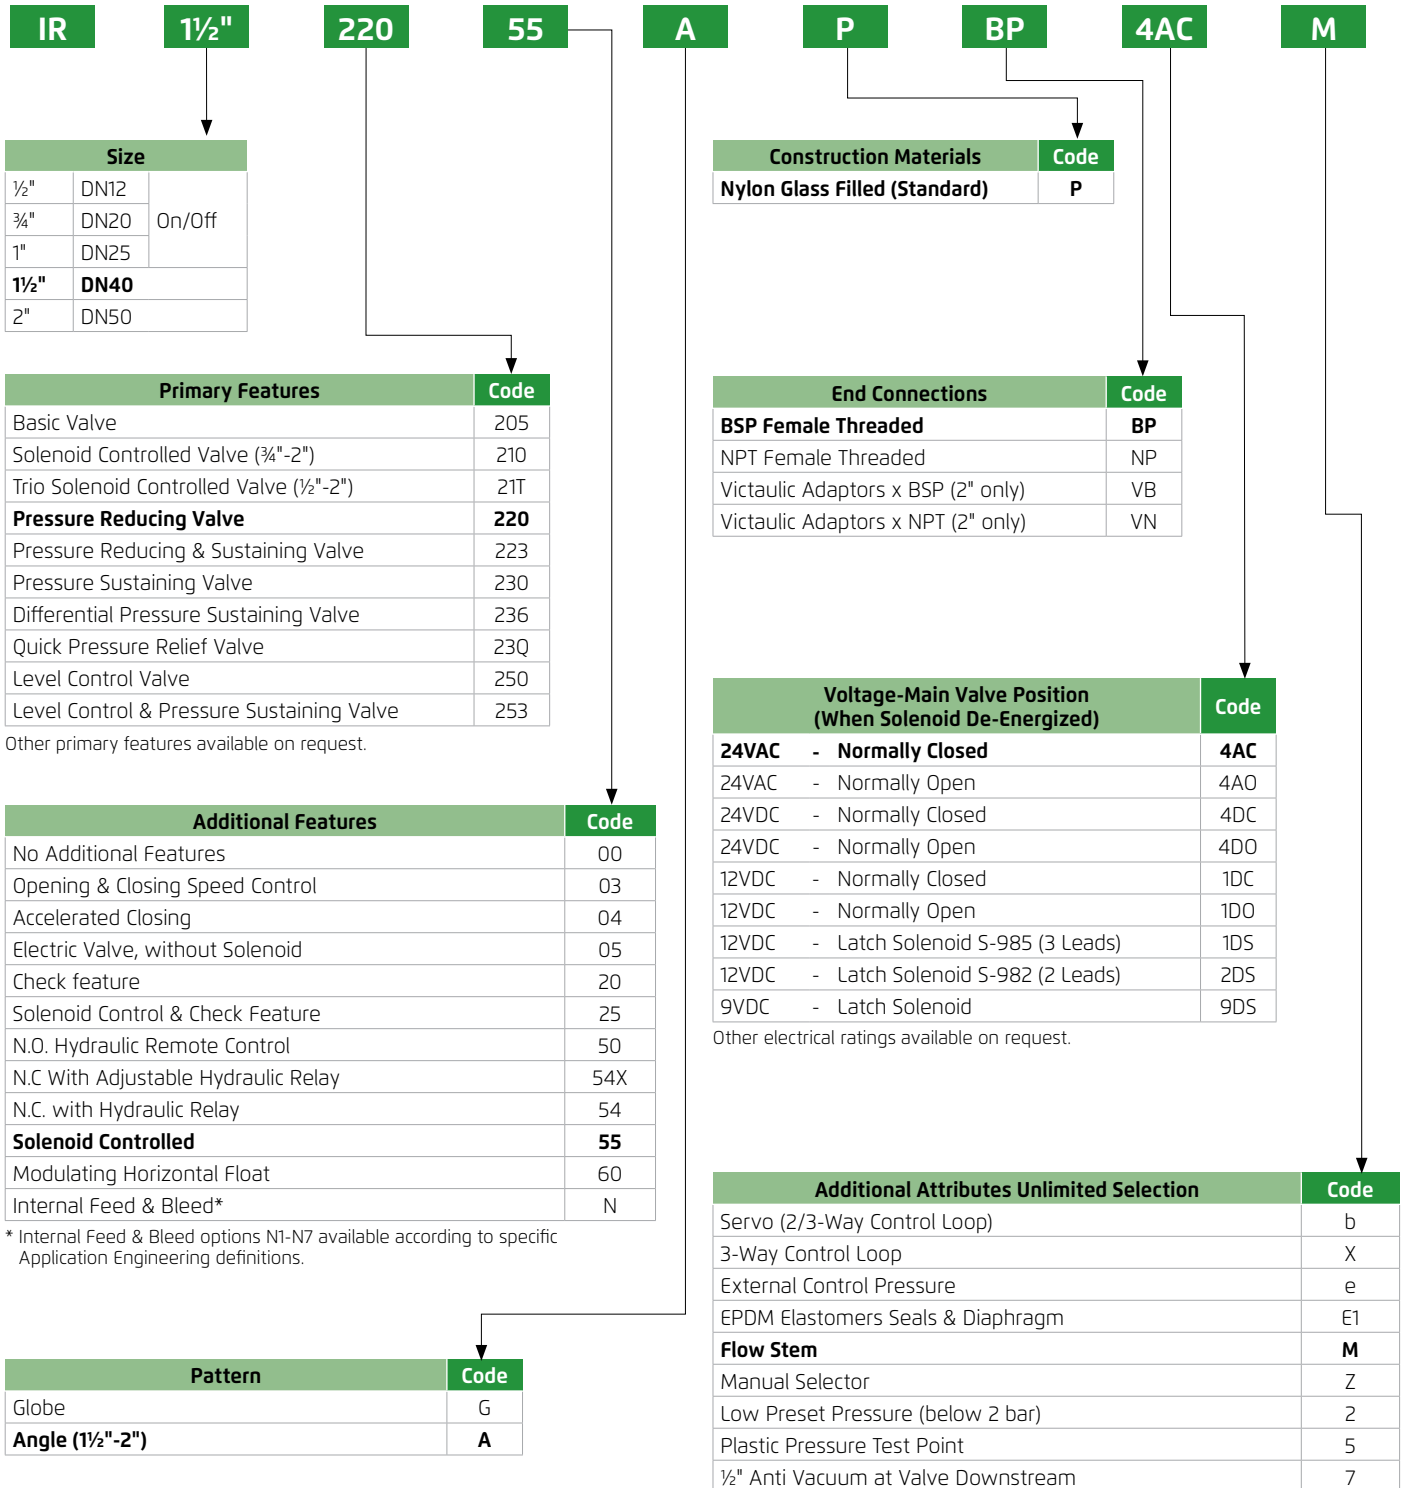 IR 1½" 220 55 A P BP 4AC M
Size
½" DN12
¾" DN20 On/Off
1" DN25
1½" DN40
2" DN50
Primary Features Code
Basic Valve 205
Solenoid Controlled Valve (¾"-2") 210
Trio Solenoid Controlled Valve (½"-2") 21T
Pressure Reducing Valve 220
Pressure Reducing & Sustaining Valve 223
Pressure Sustaining Valve 230
Differential Pressure Sustaining Valve 236
Quick Pressure Relief Valve 23Q
Level Control Valve 250
Level Control & Pressure Sustaining Valve 253
Other primary features available on request.
Additional Features Code
No Additional Features 00
Opening & Closing Speed Control 03
Accelerated Closing 04
Electric Valve, without Solenoid 05
Check feature 20
Solenoid Control & Check Feature 25
N.O. Hydraulic Remote Control 50
N.C With Adjustable Hydraulic Relay 54X
N.C. with Hydraulic Relay 54
Solenoid Controlled 55
Modulating Horizontal Float 60
Internal Feed & Bleed* N
* Internal Feed & Bleed options N1-N7 available according to specific
Application Engineering definitions.
Pattern Code
Globe G
Angle (1½"-2") A
Construction Materials Code
Nylon Glass Filled (Standard) P
End Connections Code
BSP Female Threaded BP
NPT Female Threaded NP
Victaulic Adaptors x BSP (2" only) VB
Victaulic Adaptors x NPT (2" only) VN
Voltage-Main Valve Position
(When Solenoid De-Energized) Code
24VAC - Normally Closed 4AC
24VAC - Normally Open 4AO
24VDC - Normally Closed 4DC
24VDC - Normally Open 4DO
12VDC - Normally Closed 1DC
12VDC - Normally Open 1DO
12VDC - Latch Solenoid S-985 (3 Leads) 1DS
12VDC - Latch Solenoid S-982 (2 Leads) 2DS
9VDC - Latch Solenoid 9DS
Other electrical ratings available on request.
Additional Attributes Unlimited Selection Code
Servo (2/3-Way Control Loop) b
3-Way Control Loop X
External Control Pressure e
EPDM Elastomers Seals & Diaphragm E1
Flow Stem M
Manual Selector Z
Low Preset Pressure (below 2 bar) 2
Plastic Pressure Test Point 5
½" Anti Vacuum at Valve Downstream 7